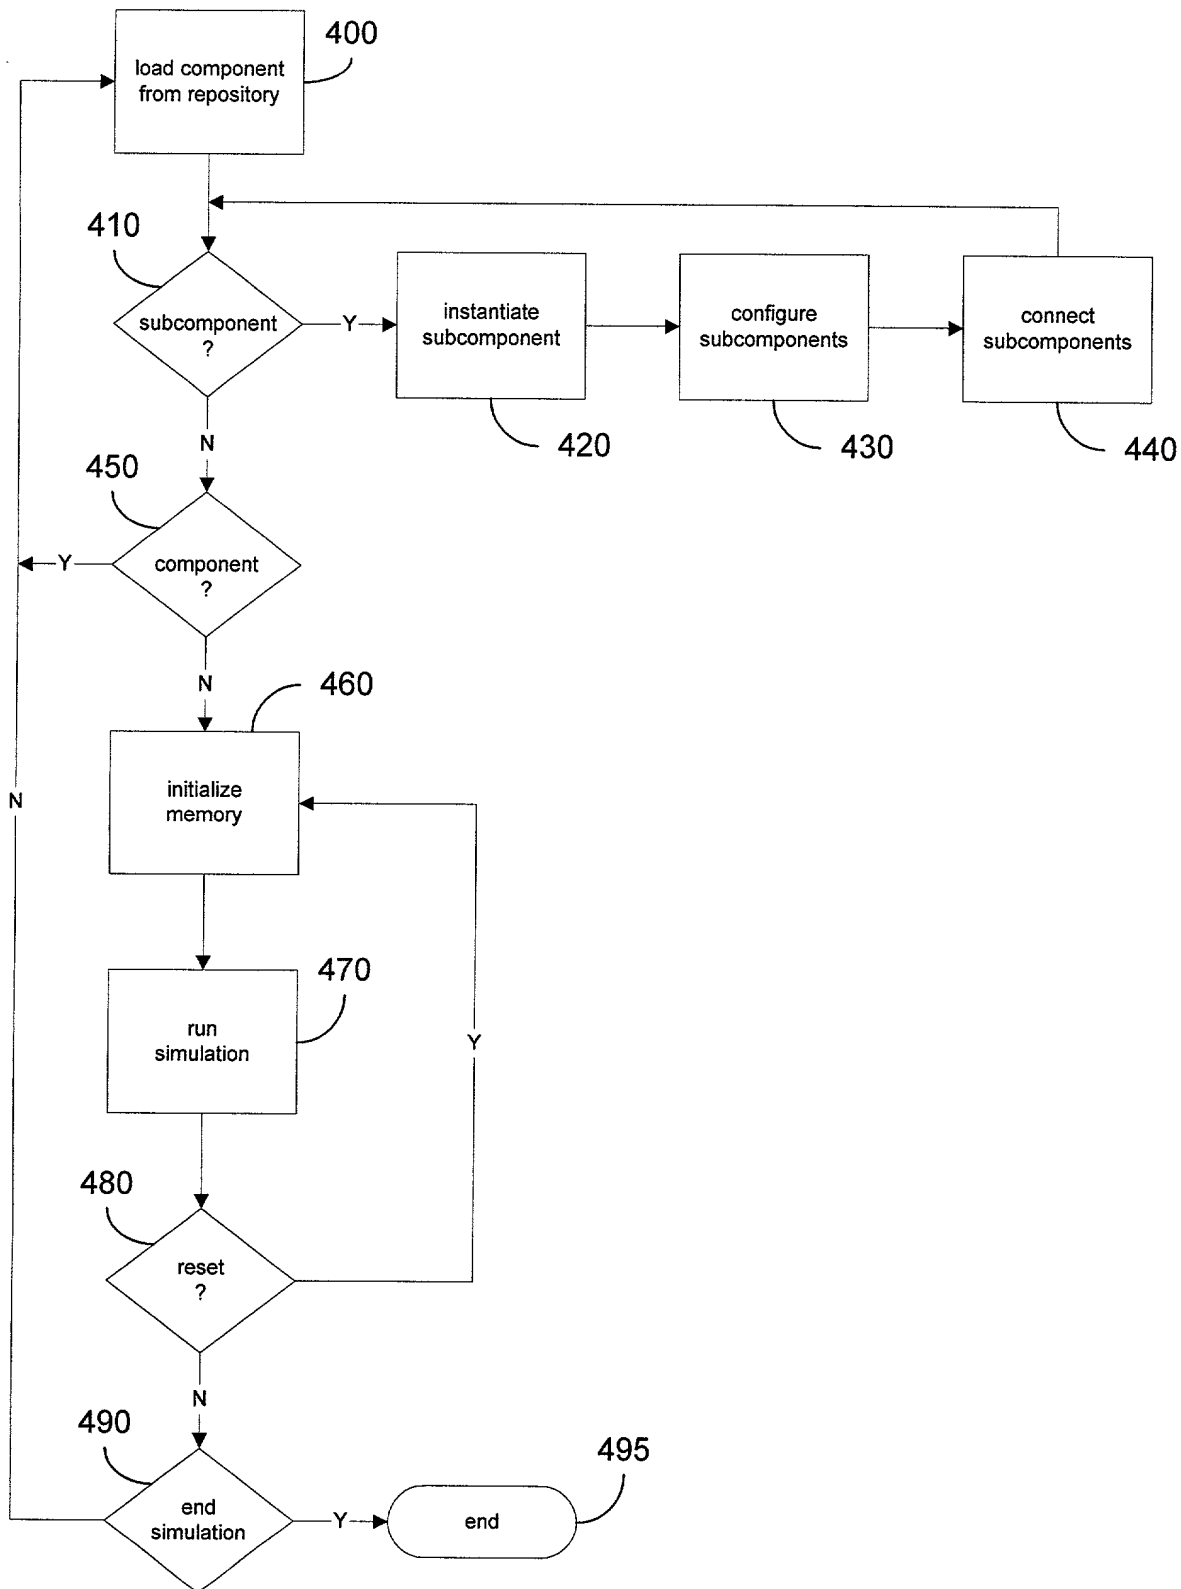 400
load component
from repository
410
subcomponent
?
Y
instantiate
subcomponent
configure
subcomponents
connect
subcomponents
420
430
440
N
450
component
?
Y
N
460
initialize
memory
N
470
run
simulation
Y
480
reset
?
N
490
end
simulation
Y
end
495